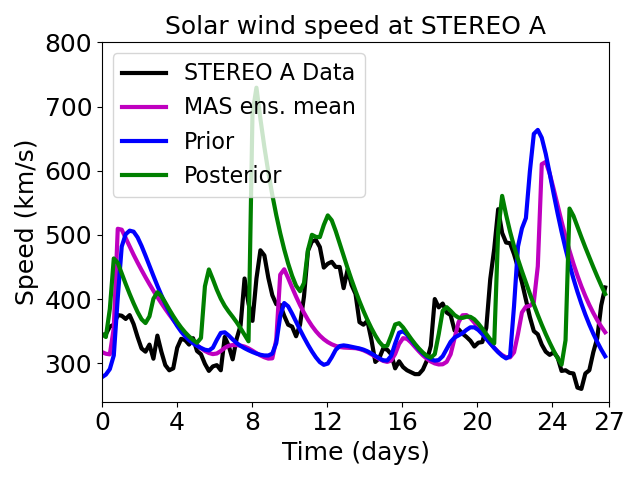 Solar wind speed at STEREO A
800
700
600
500
400
300
Speed (km/s)
STEREO A Data
MAS ens. mean
Prior
Posterior
0 4 8 12 16 20 24 27
Time (days)